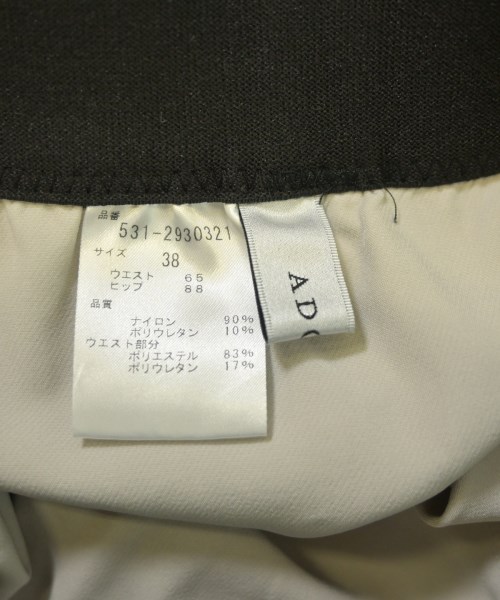 品番
531-2930321
サイズ
38
ウエスト 65
ヒップ 88
品質
ナイロン 90%
ポリウレタン 10%
ウエスト部分
ポリエステル 83%
ポリウレタン 17%
AD